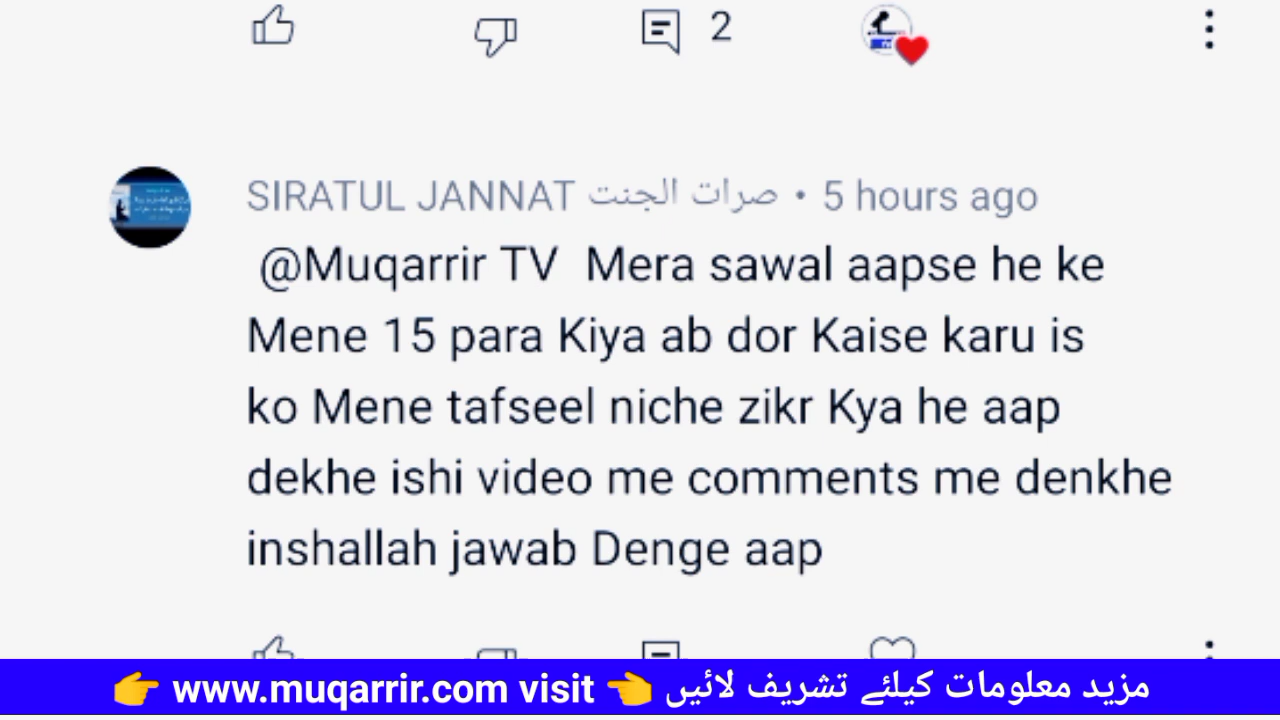 2
SIRATUL JANNAT صرات الجنت • 5 hours ago
@Muqarrir TV Mera sawal aapse he ke
Mene 15 para Kiya ab dor Kaise karu is
ko Mene tafseel niche zikr Kya he aap
dekhe ishi video me comments me denkhe
inshallah jawab Denge aap
👉 www.muqarrir.com visit 👈 مزید معلومات کیلئے تشریف لائیں